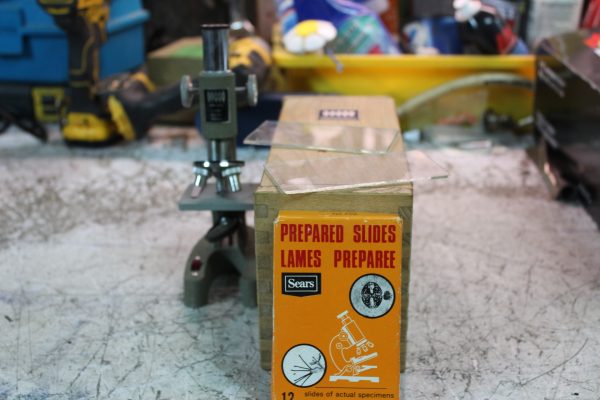 PREPARED SLIDES
LAMES PREPAREE
Sears
12 slides of actual specimens